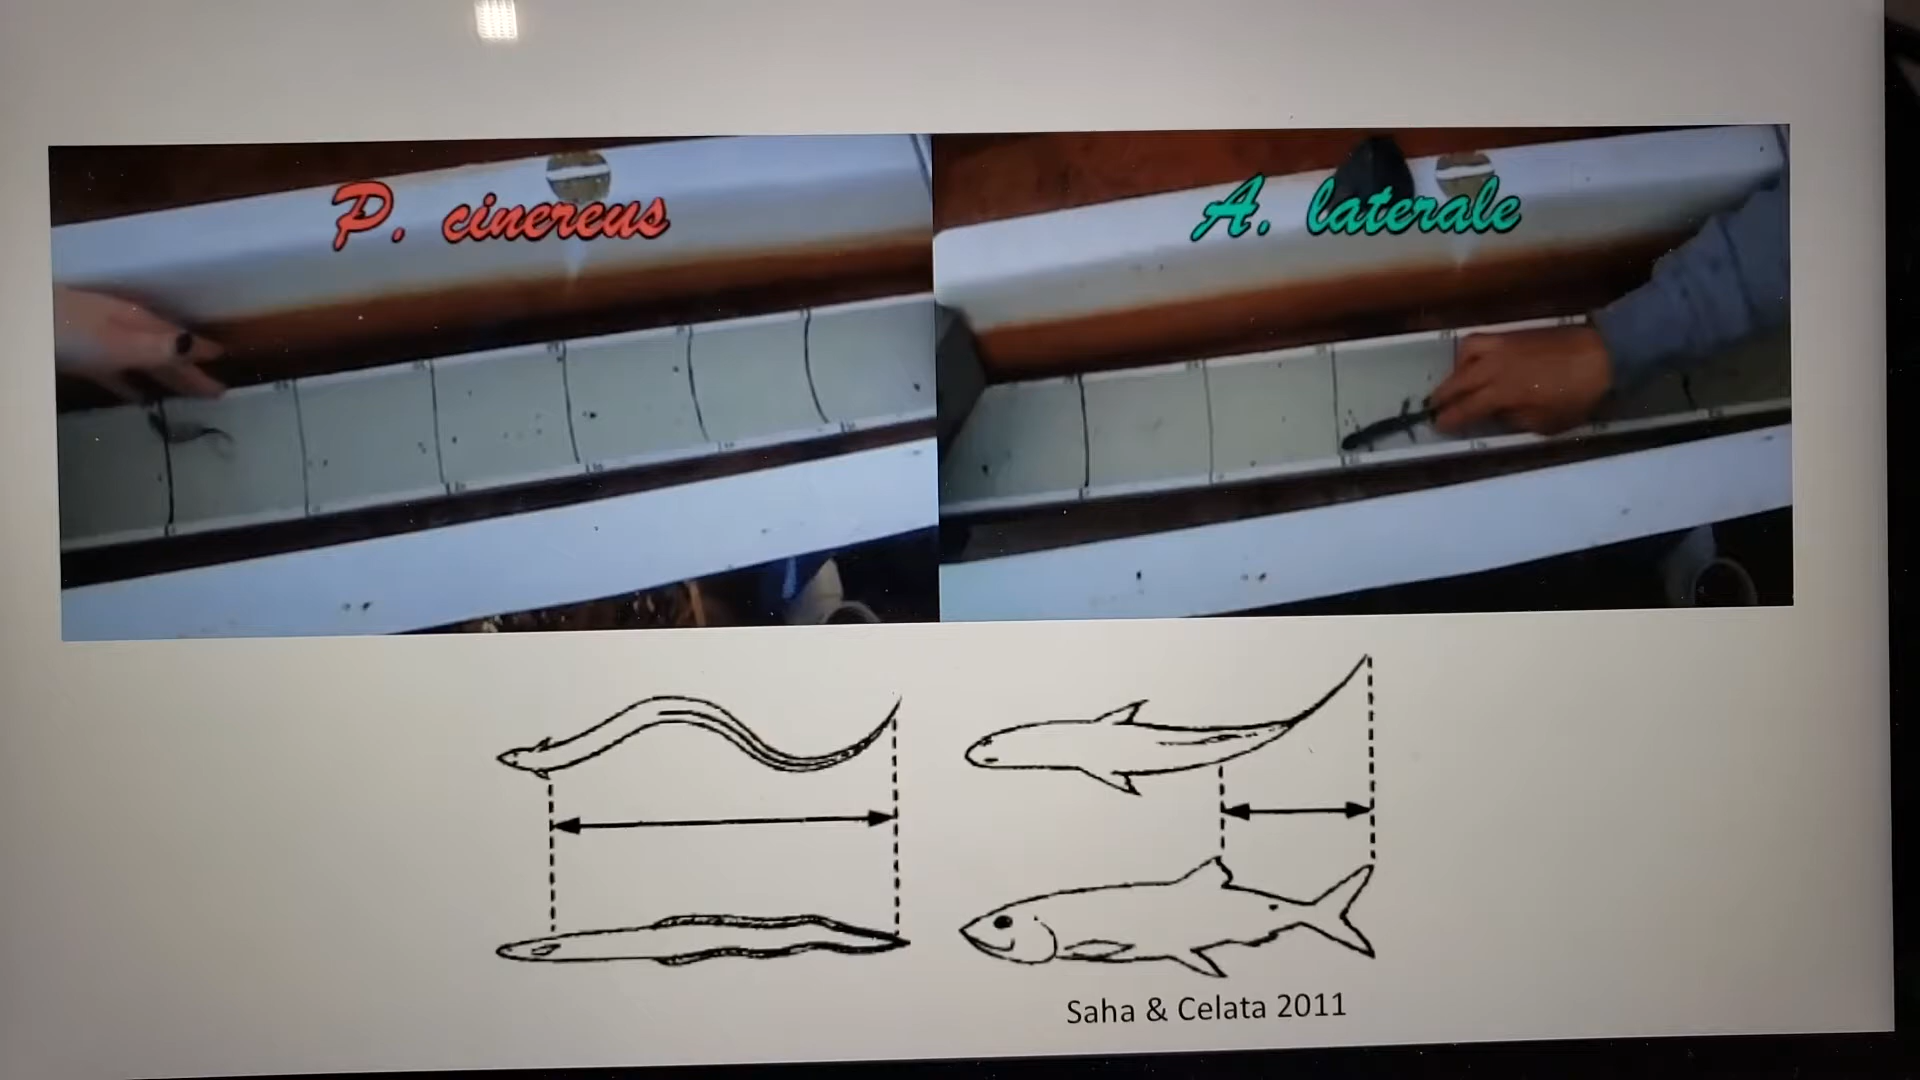 P. cinereus
A. laterale
Saha & Celata 2011